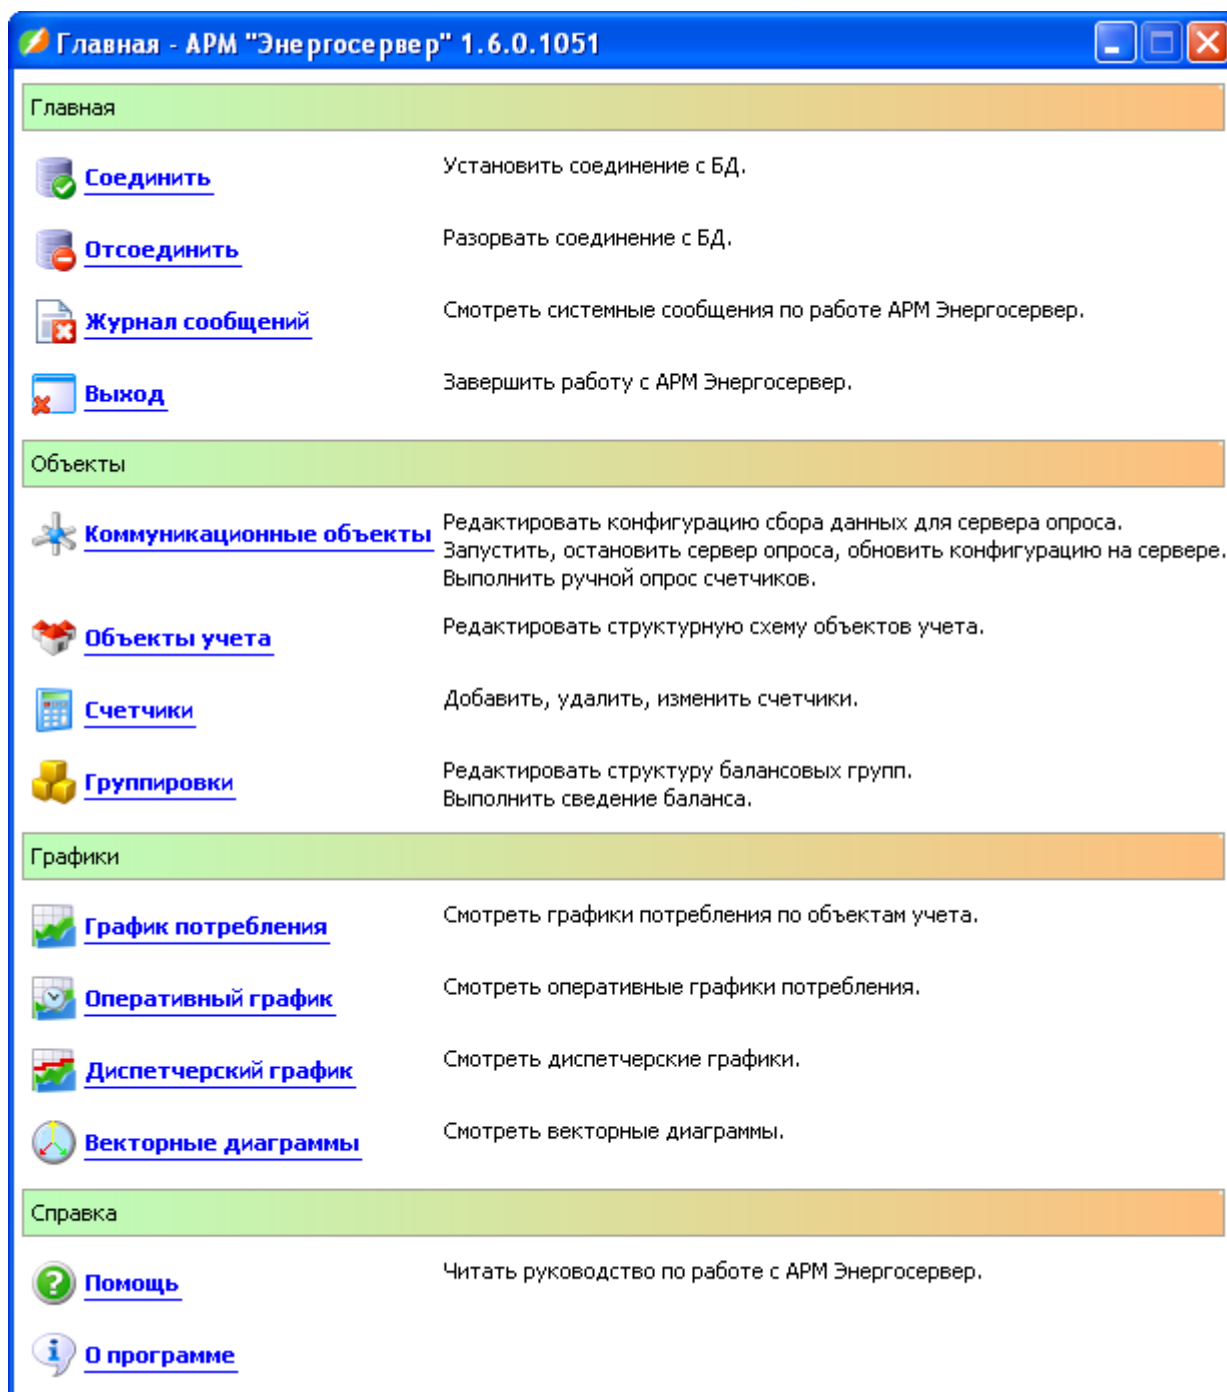 Главная - АРМ "Энергосервер" 1.6.0.1051
Главная
Соединить
Установить соединение с БД.
Отсоединить
Разорвать соединение с БД.
Журнал сообщений
Смотреть системные сообщения по работе АРМ Энергосервер.
Выход
Завершить работу с АРМ Энергосервер.
Объекты
Коммуникационные объекты
Редактировать конфигурацию сбора данных для сервера опроса.
Запустить, остановить сервер опроса, обновить конфигурацию на сервере.
Выполнить ручной опрос счетчиков.
Объекты учета
Редактировать структурную схему объектов учета.
Счетчики
Добавить, удалить, изменить счетчики.
Группировки
Редактировать структуру балансовых групп.
Выполнить сведение баланса.
Графики
График потребления
Смотреть графики потребления по объектам учета.
Оперативный график
Смотреть оперативные графики потребления.
Диспетчерский график
Смотреть диспетчерские графики.
Векторные диаграммы
Смотреть векторные диаграммы.
Справка
Помощь
Читать руководство по работе с АРМ Энергосервер.
О программе